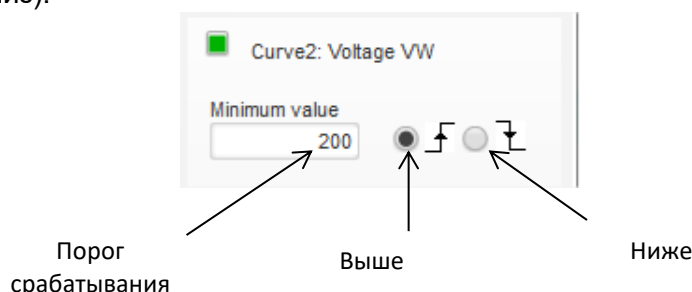 Curve2: Voltage VW
Minimum value
200
Порог
срабатывания
Выше
Ниже